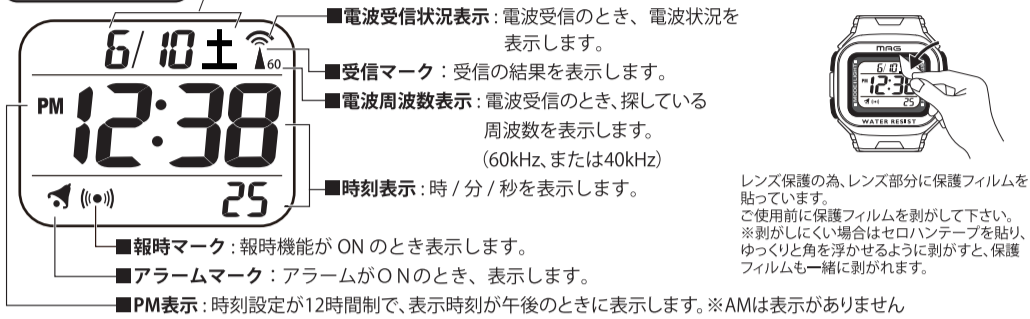 6/ 10 土
60
PM 12:38
25
■電波受信状況表示：電波受信のとき、電波状況を
表示します。
■受信マーク：受信の結果を表示します。
■電波周波数表示：電波受信のとき、探している
周波数を表示します。
（60kHz、または40kHz）
■時刻表示：時 / 分 / 秒を表示します。
■報時マーク：報時機能が ON のとき表示します。
■アラームマーク：アラームがＯＮのとき、表示します。
■PM表示：時刻設定が12時間制で、表示時刻が午後のときに表示します。※AMは表示がありません
MAG
6/ 10
PM 12:3
25
WATER RESIST
レンズ保護の為、レンズ部分に保護フィルムを
貼っています。
ご使用前に保護フィルムを剥がして下さい。
※剥がしにくい場合はセロハンテープを貼り、
ゆっくりと角を浮かせるように剥がすと、保護
フィルムも一緒に剥がれます。